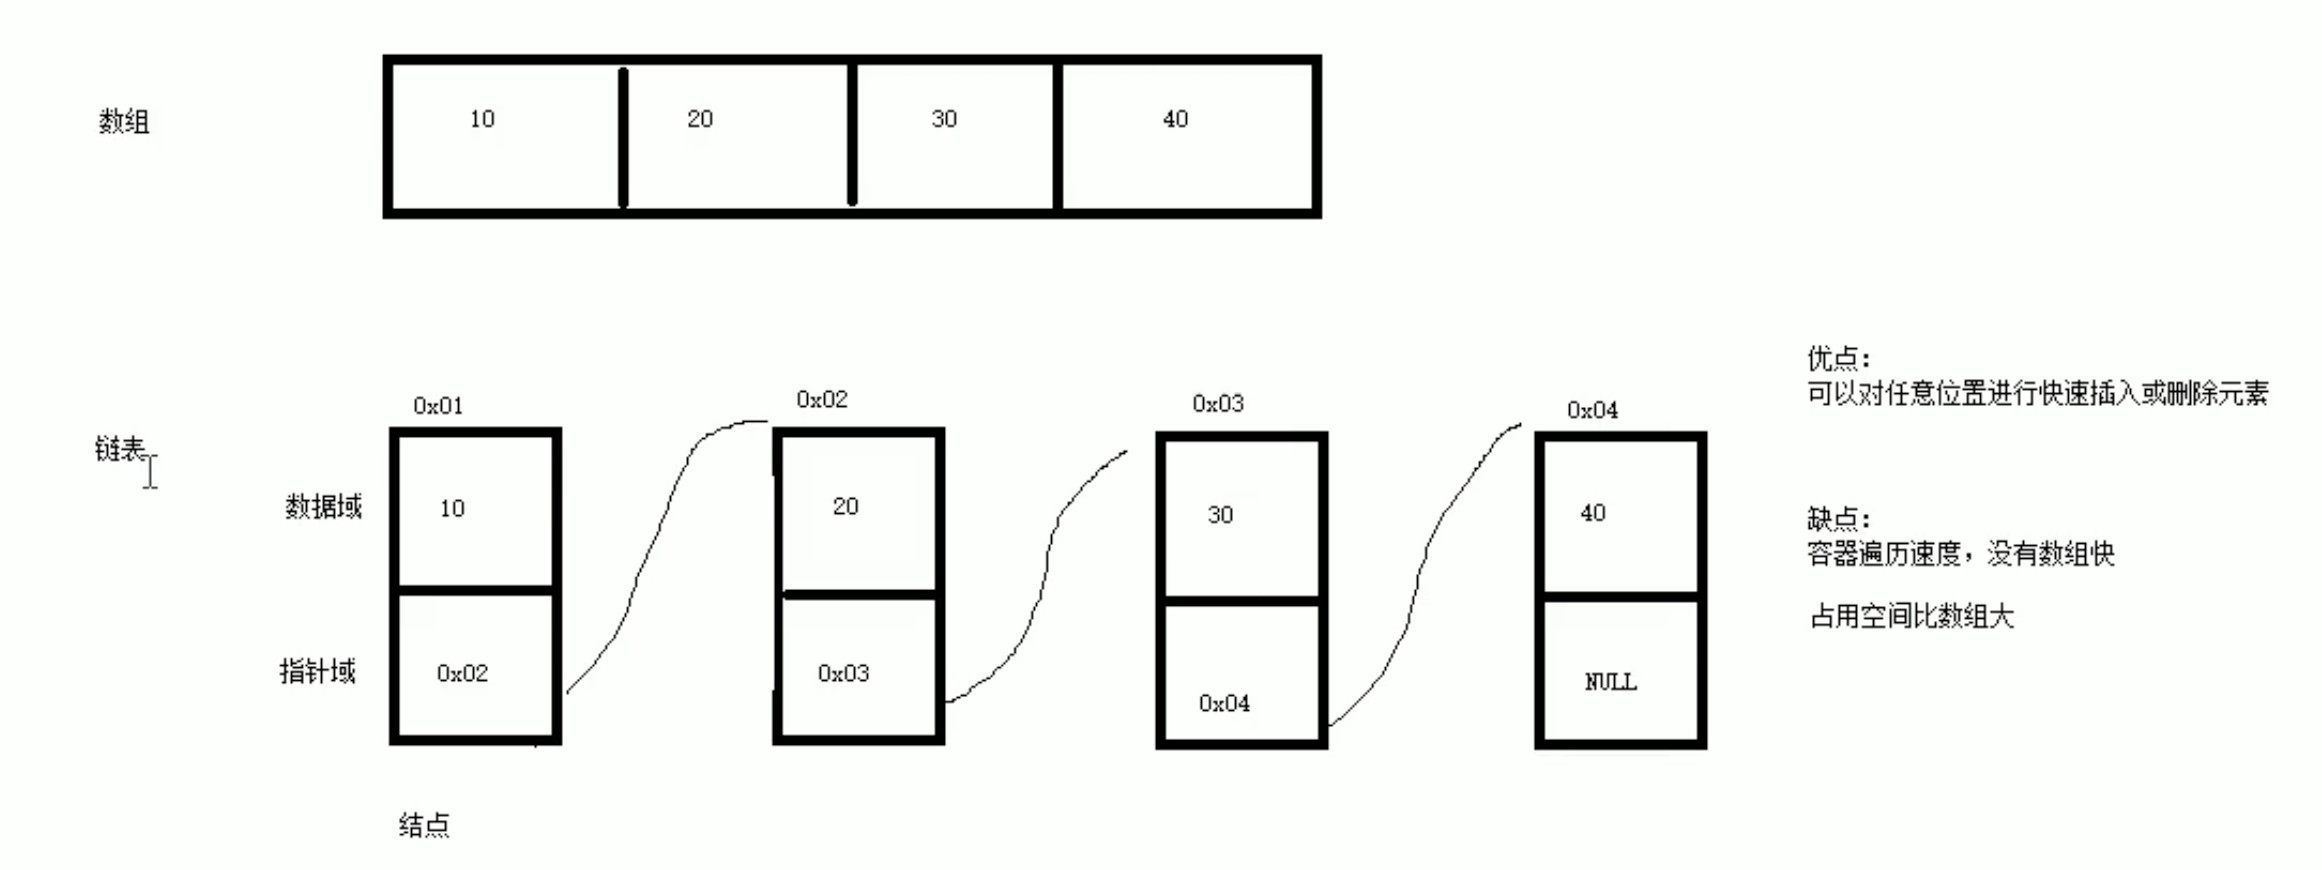 数组
10 20 30 40
优点：
可以对任意位置进行快速插入或删除元素
0x01 0x02 0x03 0x04
链表
数据域 10 20 30 40
缺点：
容器遍历速度，没有数组快
占用空间比数组大
指针域 0x02 0x03 0x04 NULL
结点